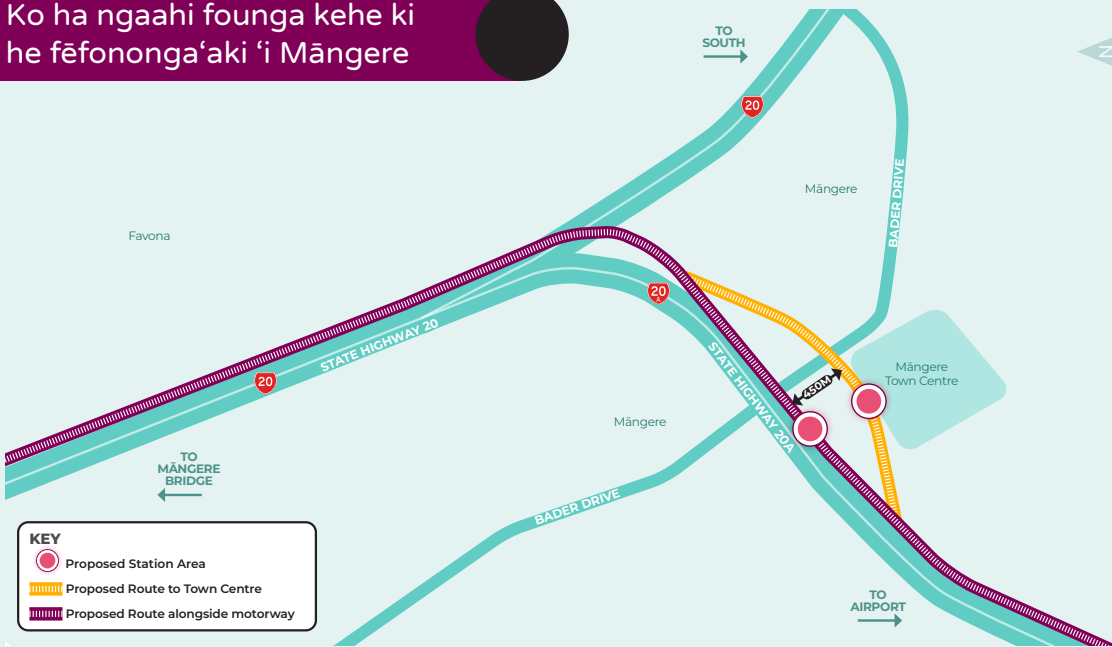 Ko ha ngaahi founga kehe ki
he fēfononga‘aki ‘i Māngere
TO
SOUTH
N
20
Māngere
BADER DRIVE
Favona
20
A
STATE HIGHWAY 20
20
STATE HIGHWAY 20A
450M
Māngere
Town Centre
Māngere
TO
MĀNGERE
BRIDGE
BADER DRIVE
KEY
Proposed Station Area
Proposed Route to Town Centre
Proposed Route alongside motorway
TO
AIRPORT